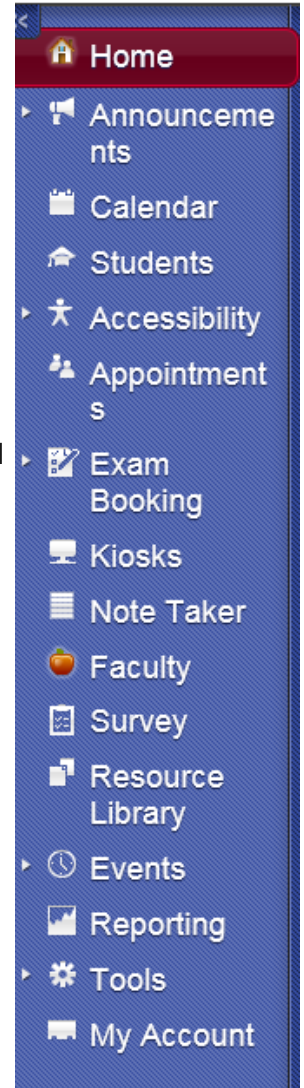 Home
Announceme
nts
Calendar
Students
Accessibility
Appointment
s
Exam
Booking
Kiosks
Note Taker
Faculty
Survey
Resource
Library
Events
Reporting
Tools
My Account